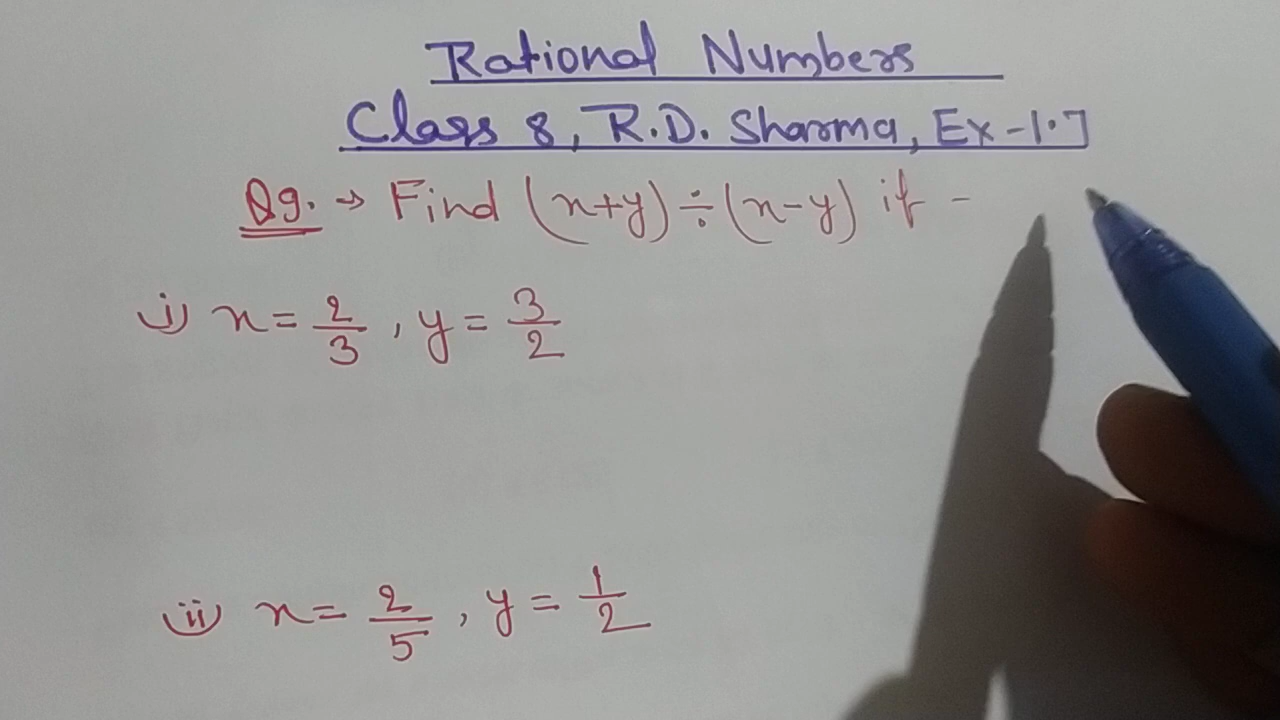 Rational Numbers
Class 8, R.D. Sharma, Ex-1.7
Q9. → Find (x+y)÷(x-y) if -
i) x = 2/3, y = 3/2
ii) x = 2/5, y = 1/2